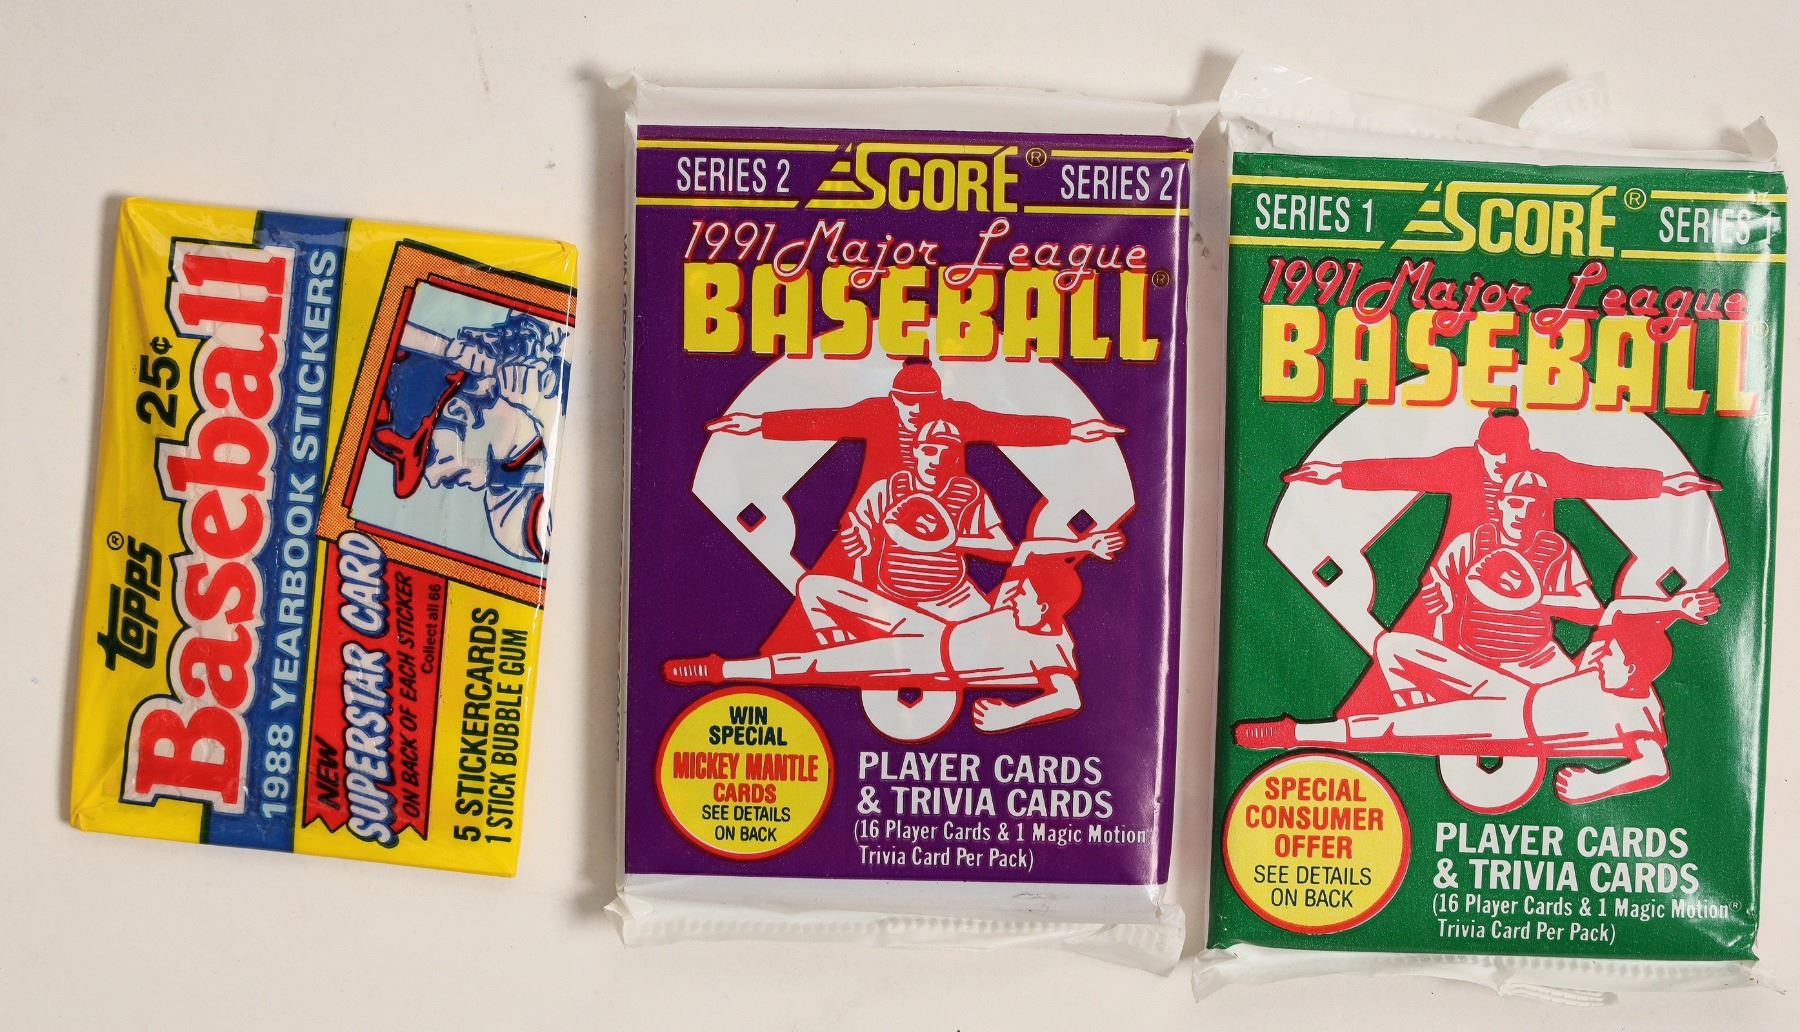 topps® 25¢
Baseball
1988 YEARBOOK STICKERS
NEW
SUPERSTAR CARD
ON BACK OF EACH STICKER
Collect all 66
5 STICKERCARDS
1 STICK BUBBLE GUM
SERIES 2 SCORE® SERIES 2
1991 Major League
BASEBALL®
WIN
SPECIAL
MICKEY MANTLE
CARDS
SEE DETAILS
ON BACK
PLAYER CARDS
& TRIVIA CARDS
(16 Player Cards & 1 Magic Motion
Trivia Card Per Pack)
SERIES 1 SCORE® SERIES 1
1991 Major League
BASEBALL®
SPECIAL
CONSUMER
OFFER
SEE DETAILS
ON BACK
PLAYER CARDS
& TRIVIA CARDS
(16 Player Cards & 1 Magic Motion®
Trivia Card Per Pack)